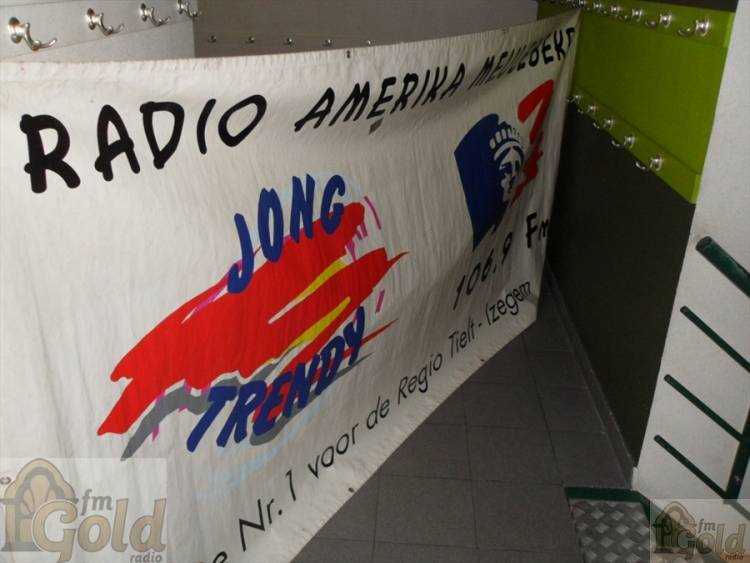 RADIO AMERIKA MEULEBEKE
JONG
TRENDY
106.9 Fm
Nr. 1 voor de Regio Tielt - Izegem
fm
Gold
radio
fm
Gold
radio